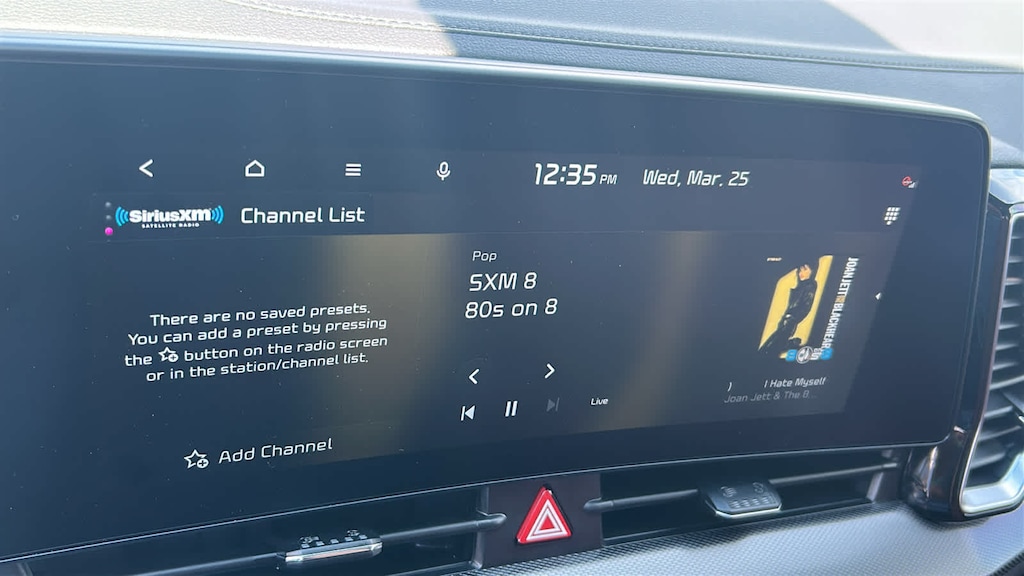 12:35 PM Wed, Mar. 25
SiriusXM Channel List
SATELLITE RADIO
There are no saved presets.
You can add a preset by pressing
the button on the radio screen
or in the station/channel list.
Add Channel
Pop
SXM 8
80s on 8
Live
JOAN JETT
) I Hate Myself
Joan Jett & The B...